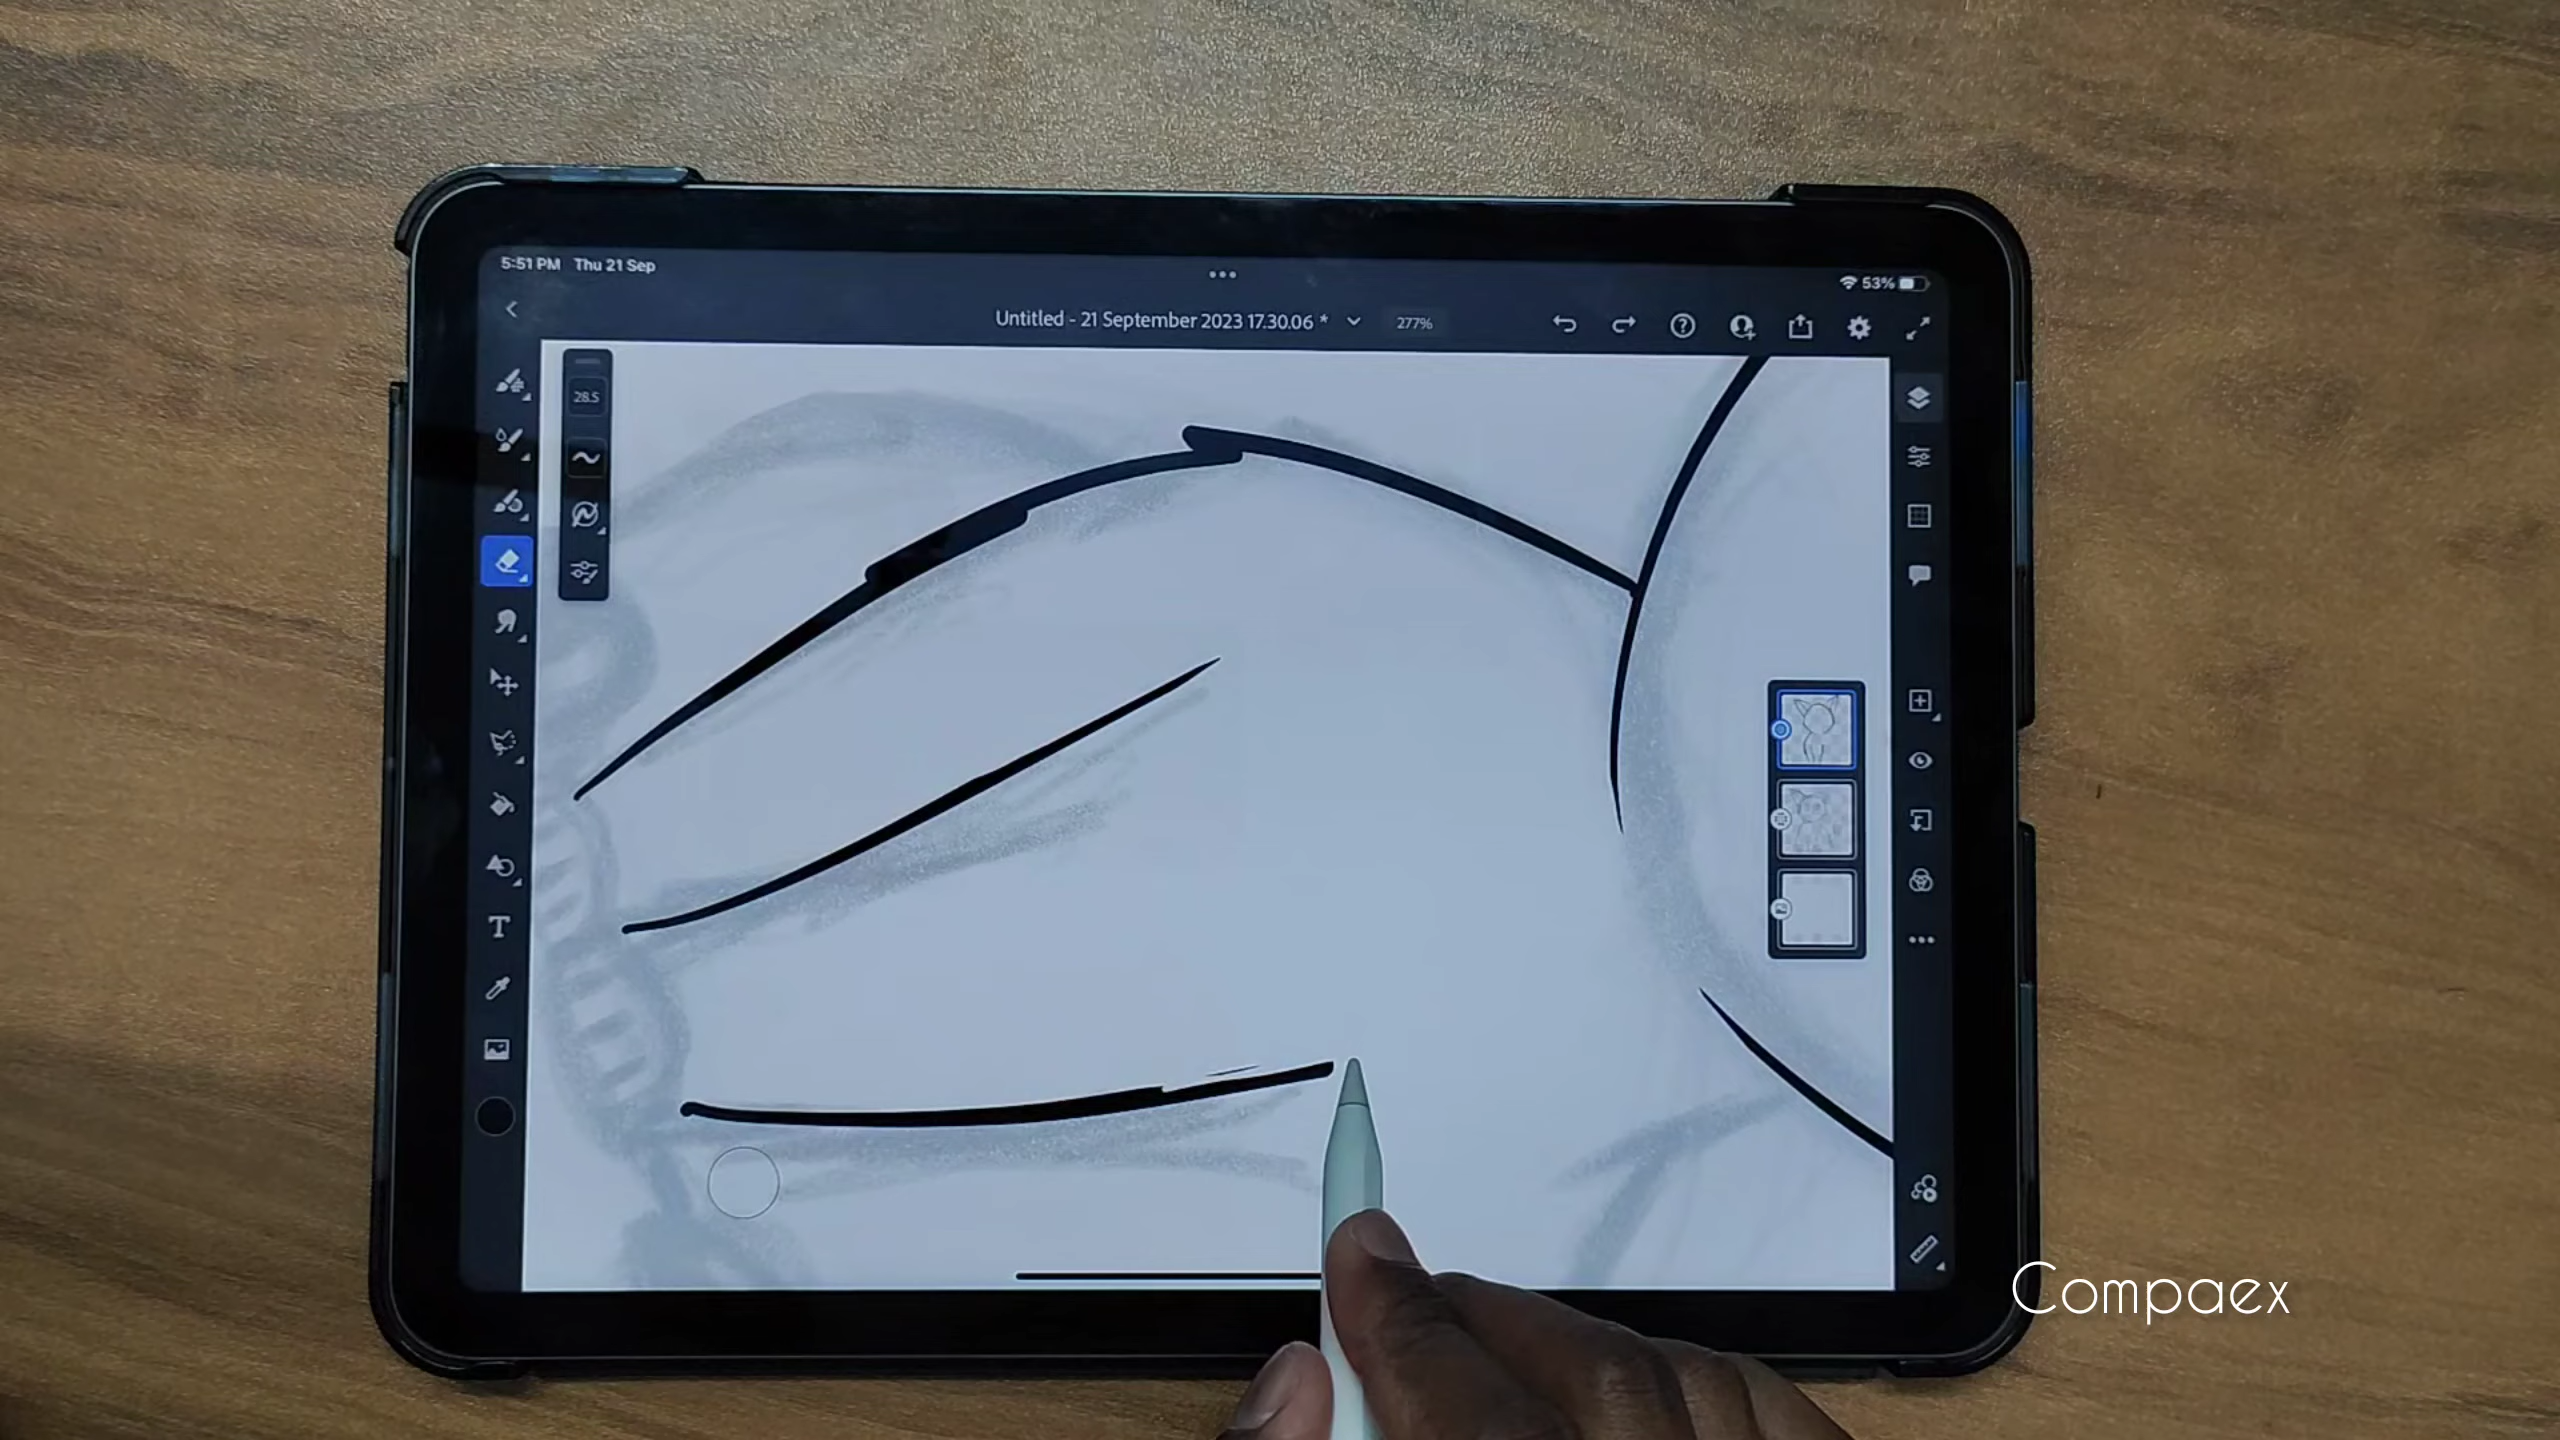 5:51 PM Thu 21 Sep
53%
Untitled - 21 September 2023 17.30.06 *
277%
28.5
T
Compaex